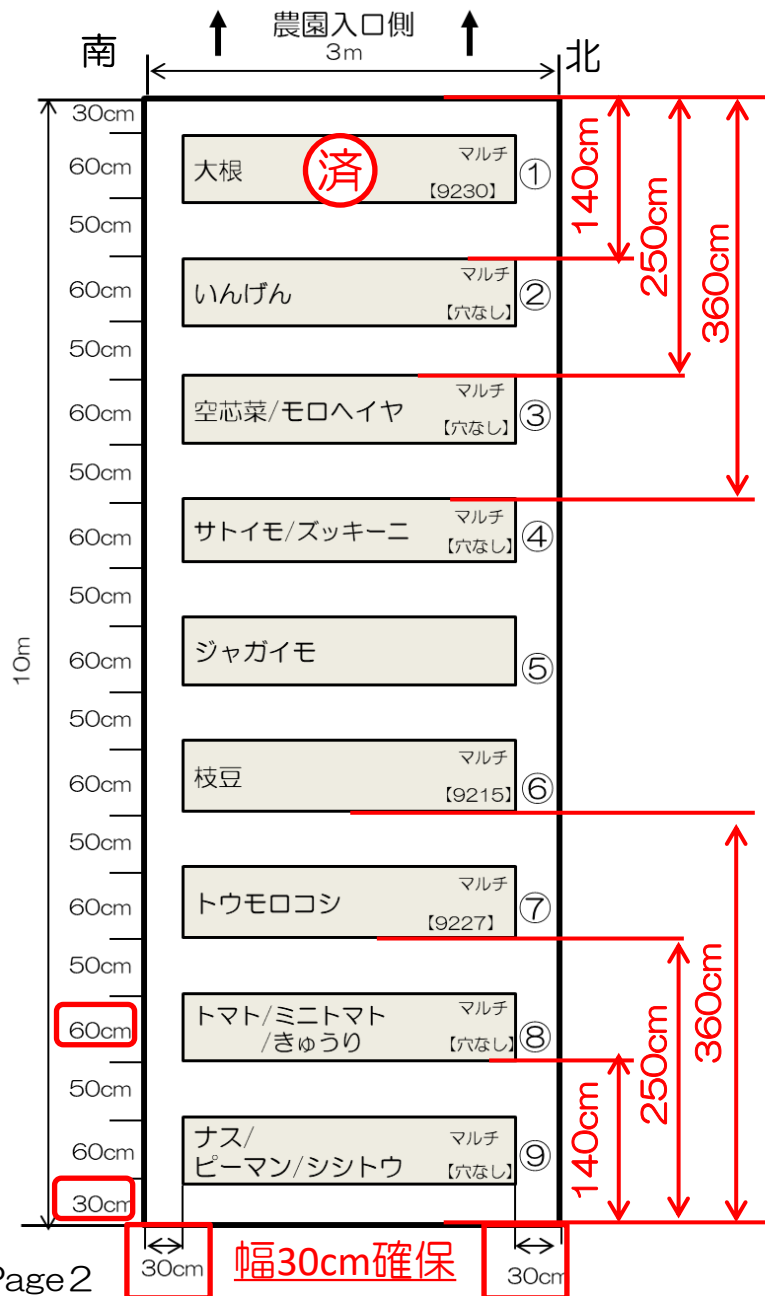 農園入口側
南
北
3m
10m
30cm
60cm
50cm
60cm
50cm
60cm
50cm
60cm
50cm
60cm
50cm
60cm
50cm
60cm
50cm
60cm
50cm
60cm
30cm
大根
済
マルチ
【9230】
①
いんげん
マルチ
【穴なし】
②
空芯菜/モロヘイヤ
マルチ
【穴なし】
③
サトイモ/ズッキーニ
マルチ
【穴なし】
④
ジャガイモ
⑤
枝豆
マルチ
【9215】
⑥
トウモロコシ
マルチ
【9227】
⑦
トマト/ミニトマト
/きゅうり
マルチ
【穴なし】
⑧
ナス/
ピーマン/シシトウ
マルチ
【穴なし】
⑨
140cm
250cm
360cm
360cm
250cm
140cm
30cm
幅30cm確保
30cm
Page2